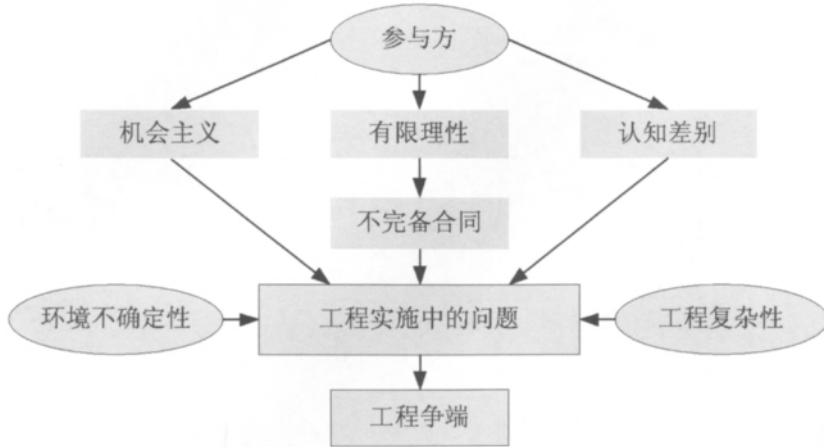 参与方
机会主义
有限理性
认知差别
不完备合同
环境不确定性
工程实施中的问题
工程复杂性
工程争端